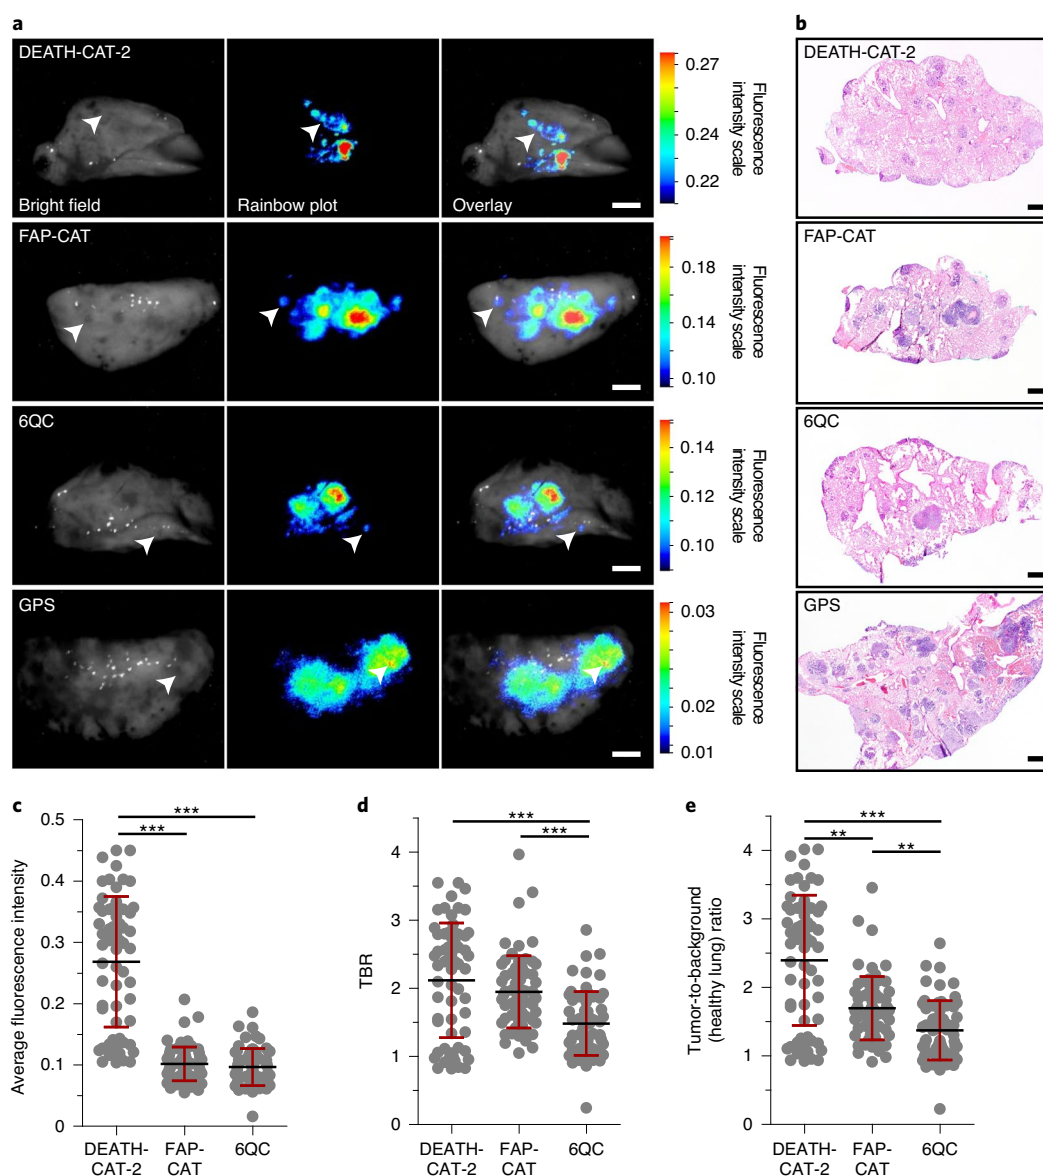 a
b
DEATH-CAT-2
Bright field
Rainbow plot
Overlay
0.27
0.24
0.22
Fluorescence
intensity scale
DEATH-CAT-2
FAP-CAT
0.18
0.14
0.10
Fluorescence
intensity scale
FAP-CAT
6QC
0.14
0.12
0.10
Fluorescence
intensity scale
6QC
GPS
0.03
0.02
0.01
Fluorescence
intensity scale
GPS
c
Average fluorescence intensity
0.5
0.4
0.3
0.2
0.1
0
***
***
DEATH-
CAT-2
FAP-
CAT
6QC
d
TBR
4
3
2
1
0
***
***
DEATH-
CAT-2
FAP-
CAT
6QC
e
Tumor-to-background
(healthy lung) ratio
4
3
2
1
0
***
**
**
DEATH-
CAT-2
FAP-
CAT
6QC